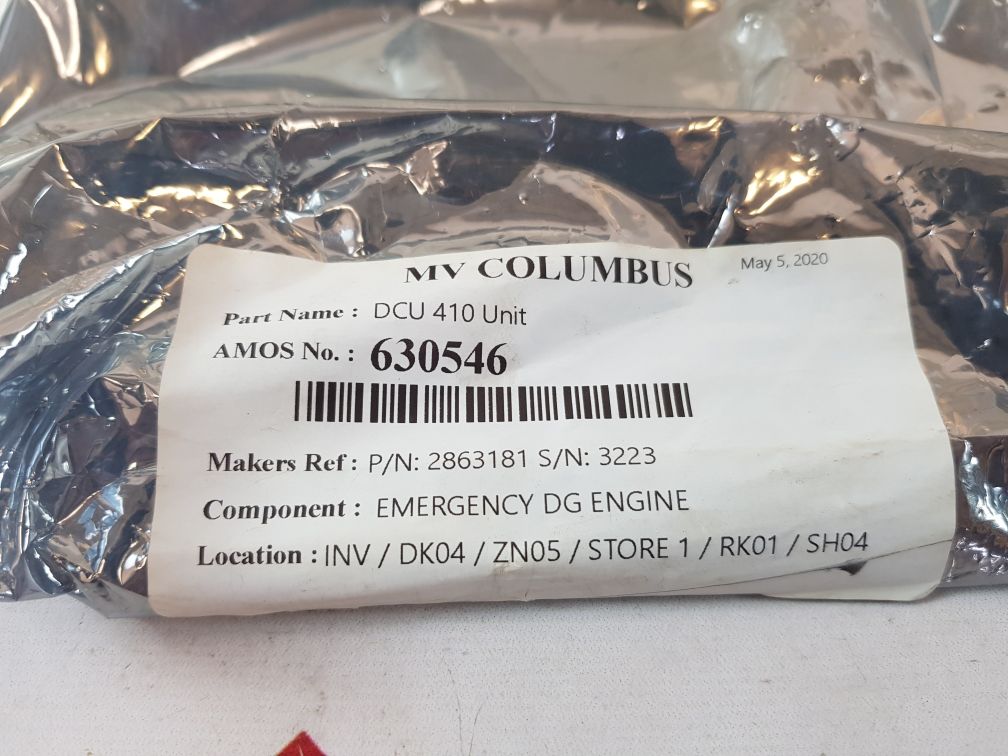 MV COLUMBUS May 5, 2020
Part Name : DCU 410 Unit
AMOS No. : 630546
Makers Ref : P/N: 2863181 S/N: 3223
Component : EMERGENCY DG ENGINE
Location : INV / DK04 / ZN05 / STORE 1 / RK01 / SH04